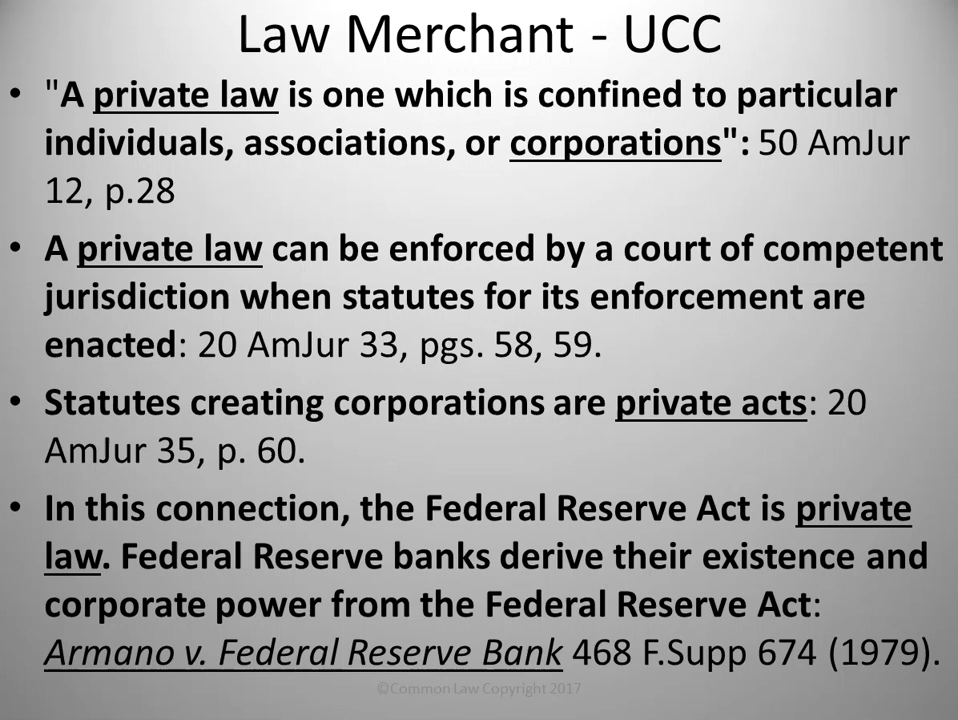 Law Merchant - UCC
• "A private law is one which is confined to particular
individuals, associations, or corporations": 50 AmJur
12, p.28
• A private law can be enforced by a court of competent
jurisdiction when statutes for its enforcement are
enacted: 20 AmJur 33, pgs. 58, 59.
• Statutes creating corporations are private acts: 20
AmJur 35, p. 60.
• In this connection, the Federal Reserve Act is private
law. Federal Reserve banks derive their existence and
corporate power from the Federal Reserve Act:
Armano v. Federal Reserve Bank 468 F.Supp 674 (1979).
©Common Law Copyright 2017